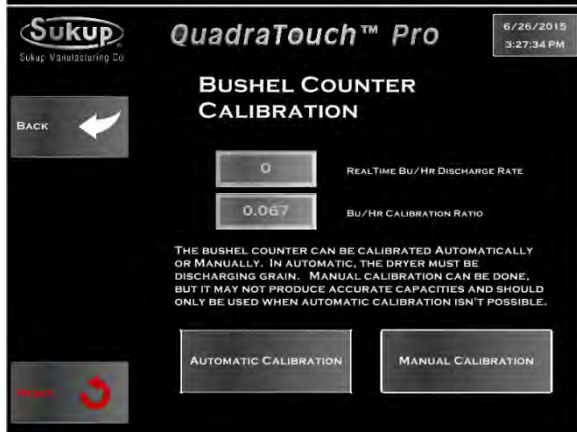 Sukup
Sukup Manufacturing Co
QuadraTouch™ Pro
6/26/2015
3:27:34 PM
BUSHEL COUNTER
CALIBRATION
BACK
0
REALTIME BU/HR DISCHARGE RATE
0.067
BU/HR CALIBRATION RATIO
THE BUSHEL COUNTER CAN BE CALIBRATED AUTOMATICALLY
OR MANUALLY. IN AUTOMATIC, THE DRYER MUST BE
DISCHARGING GRAIN. MANUAL CALIBRATION CAN BE DONE,
BUT IT MAY NOT PRODUCE ACCURATE CAPACITIES AND SHOULD
ONLY BE USED WHEN AUTOMATIC CALIBRATION ISN'T POSSIBLE.
AUTOMATIC CALIBRATION
MANUAL CALIBRATION
RESET